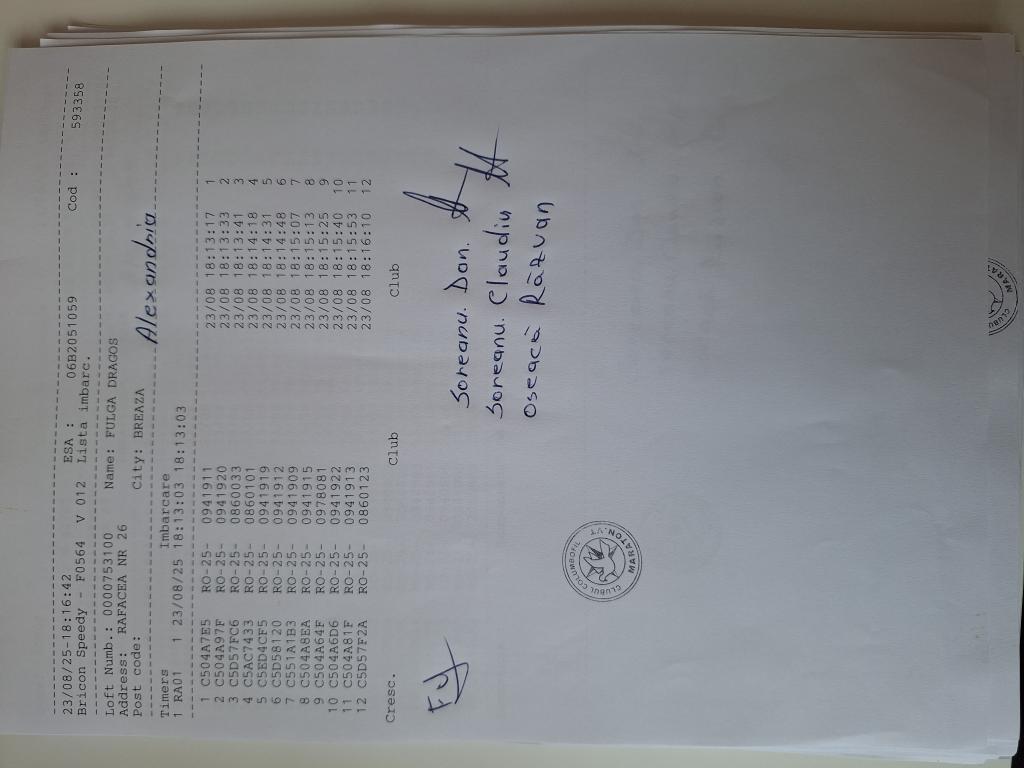 23/08/25-18:16:42 ESA : 06B2051059 Cod : 593358
Bricon Speedy - F0564 V 012 Lista imbarc.
Loft Numb.: 0000753100 Name: FULGA DRAGOS
Address: RAFACEA NR 26
Post code: City: BREAZA Alexandria
Timers Imbarcare
1 RA01 1 23/08/25 18:13:03 18:13:03
1 C504A7E5 RO-25- 0941911 23/08 18:13:17 1
2 C504A97F RO-25- 0941920 23/08 18:13:33 2
3 C5D57FC6 RO-25- 0860033 23/08 18:13:41 3
4 C5AC7433 RO-25- 0860101 23/08 18:14:18 4
5 C5ED4CF5 RO-25- 0941919 23/08 18:14:31 5
6 C5D58120 RO-25- 0941912 23/08 18:14:48 6
7 C551A1B3 RO-25- 0941909 23/08 18:15:07 7
8 C504A8EA RO-25- 0941915 23/08 18:15:13 8
9 C504A64F RO-25- 0978081 23/08 18:15:25 9
10 C504A6D6 RO-25- 0941922 23/08 18:15:40 10
11 C504A81F RO-25- 0941913 23/08 18:15:53 11
12 C5D57F2A RO-25- 0860123 23/08 18:16:10 12
Cresc. Club Club
Soreanu. Dan.
Soreanu. Claudiu
Oseacă Răzvan
CLUBUL COLUMBOFIL MARATON.VT
CLUBUL
MARAT